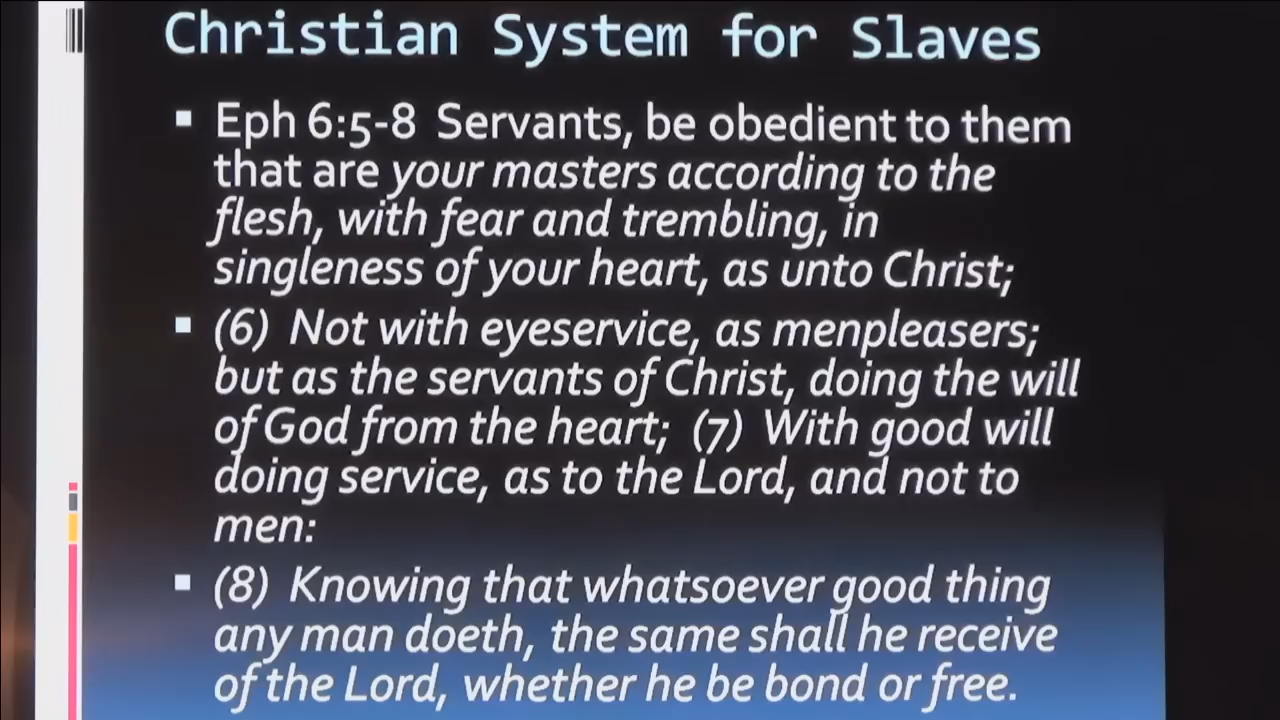 Christian System for Slaves
▪ Eph 6:5-8 Servants, be obedient to them
that are your masters according to the
flesh, with fear and trembling, in
singleness of your heart, as unto Christ;
▪ (6) Not with eyeservice, as menpleasers;
but as the servants of Christ, doing the will
of God from the heart; (7) With good will
doing service, as to the Lord, and not to
men:
▪ (8) Knowing that whatsoever good thing
any man doeth, the same shall he receive
of the Lord, whether he be bond or free.